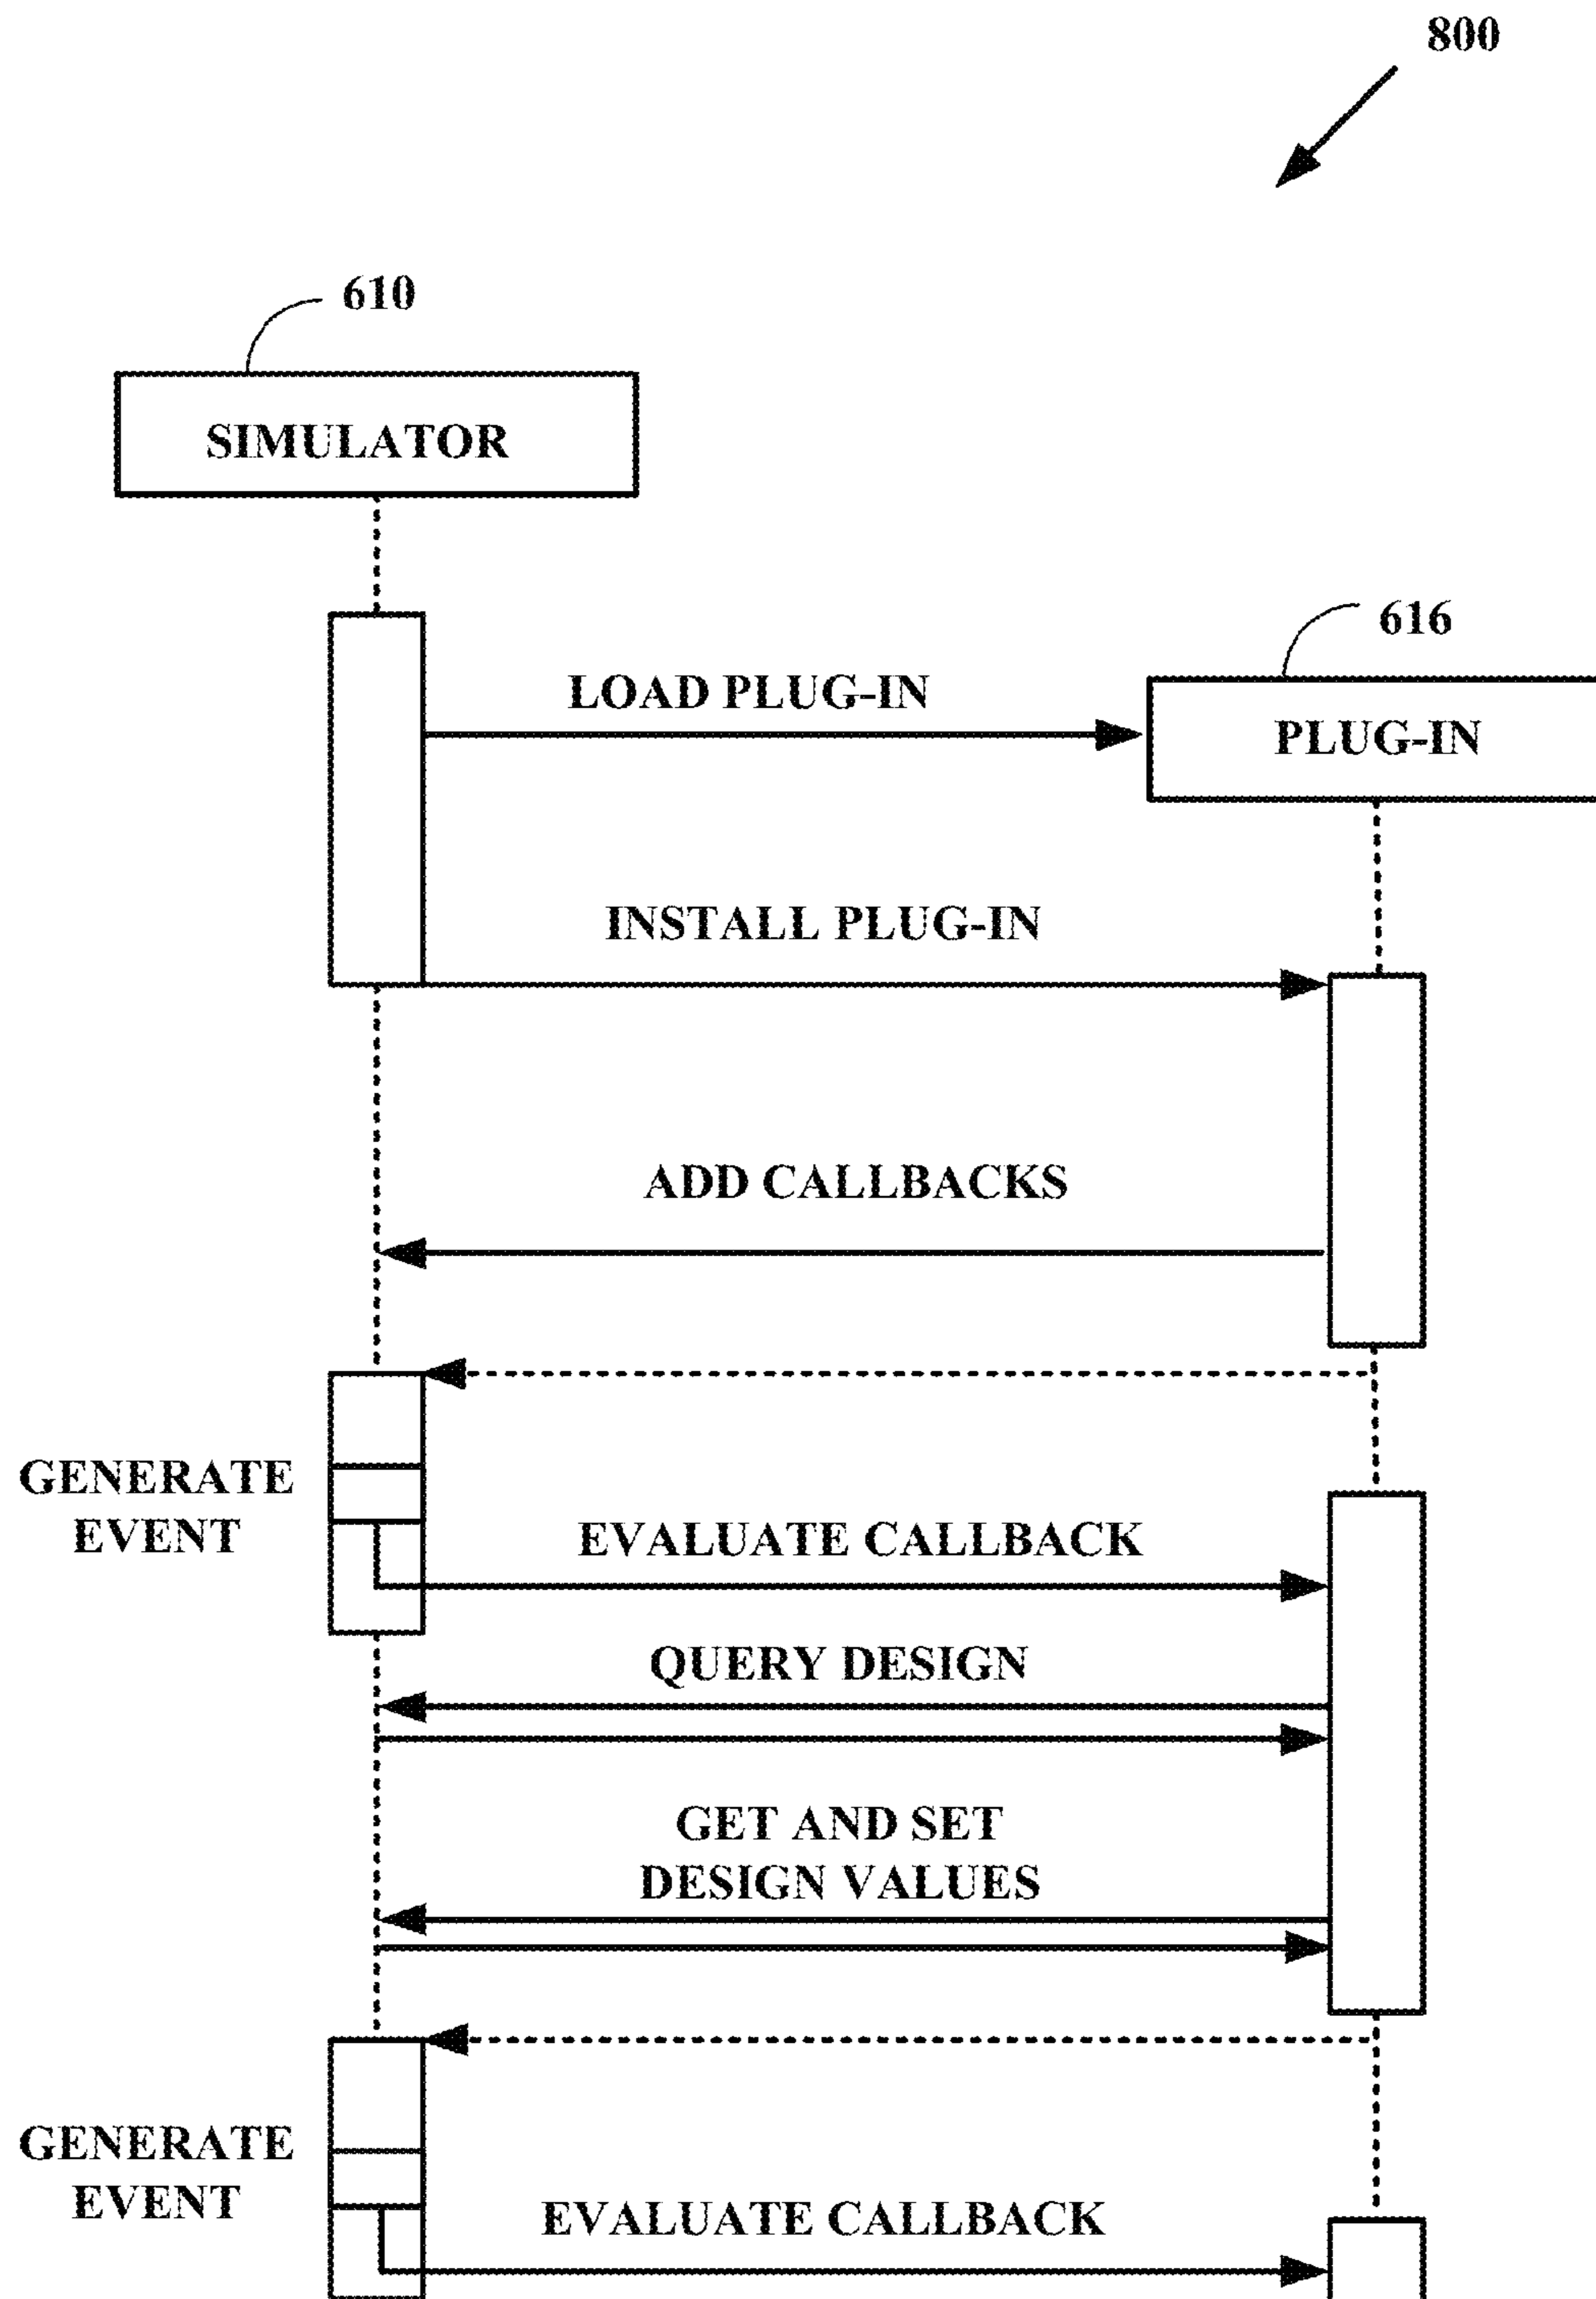 800
610
SIMULATOR
616
LOAD PLUG-IN
PLUG-IN
INSTALL PLUG-IN
ADD CALLBACKS
GENERATE
EVENT
EVALUATE CALLBACK
QUERY DESIGN
GET AND SET
DESIGN VALUES
GENERATE
EVENT
EVALUATE CALLBACK